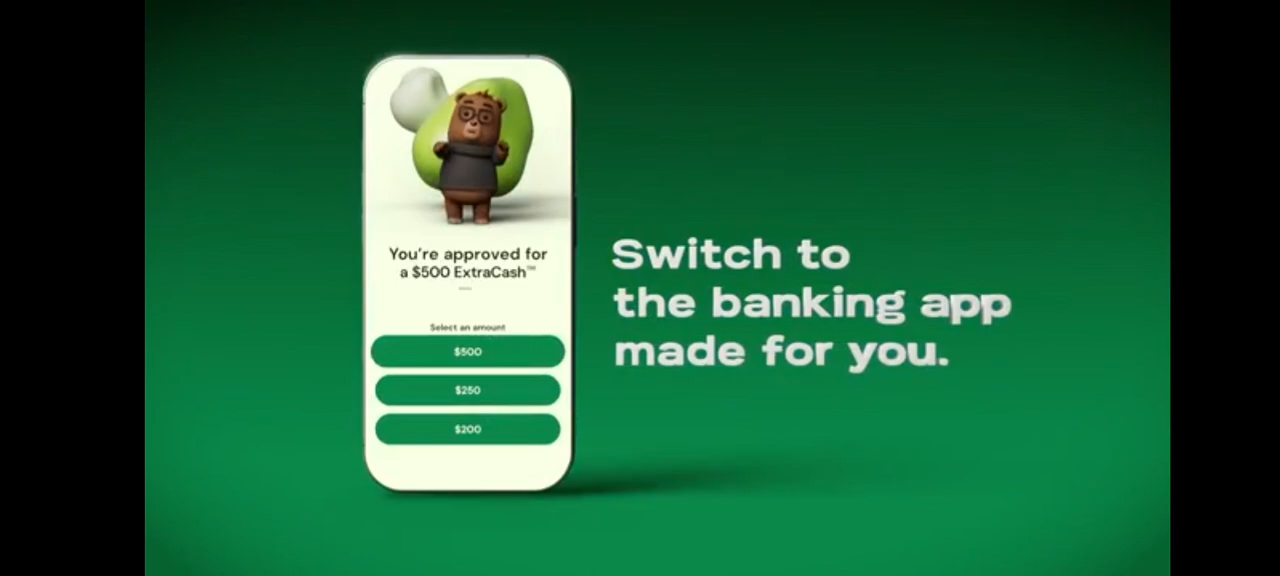 You're approved for
a $500 ExtraCash™
Select an amount
$500
$250
$200
Switch to
the banking app
made for you.